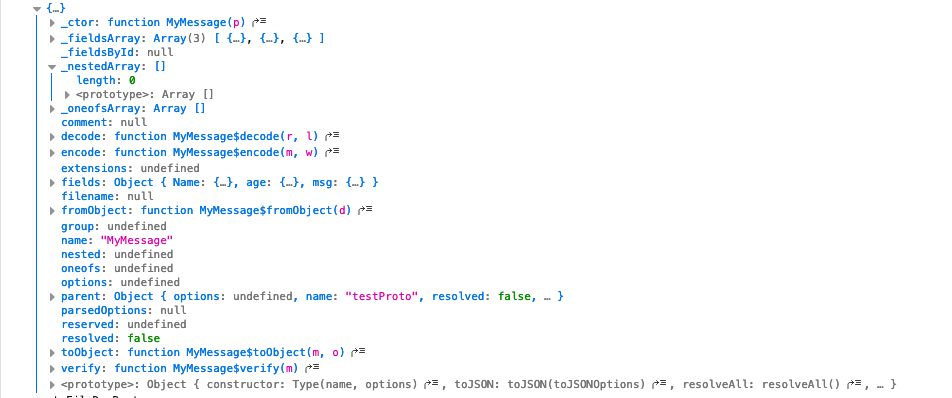 {…}
_ctor: function MyMessage(p)
_fieldsArray: Array(3) [ {…}, {…}, {…} ]
_fieldsById: null
_nestedArray: []
length: 0
<prototype>: Array []
_oneofsArray: Array []
comment: null
decode: function MyMessage$decode(r, l)
encode: function MyMessage$encode(m, w)
extensions: undefined
fields: Object { Name: {…}, age: {…}, msg: {…} }
filename: null
fromObject: function MyMessage$fromObject(d)
group: undefined
name: "MyMessage"
nested: undefined
oneofs: undefined
options: undefined
parent: Object { options: undefined, name: "testProto", resolved: false, … }
parsedOptions: null
reserved: undefined
resolved: false
toObject: function MyMessage$toObject(m, o)
verify: function MyMessage$verify(m)
<prototype>: Object { constructor: Type(name, options), toJSON: toJSON(toJSONOptions), resolveAll: resolveAll(), … }